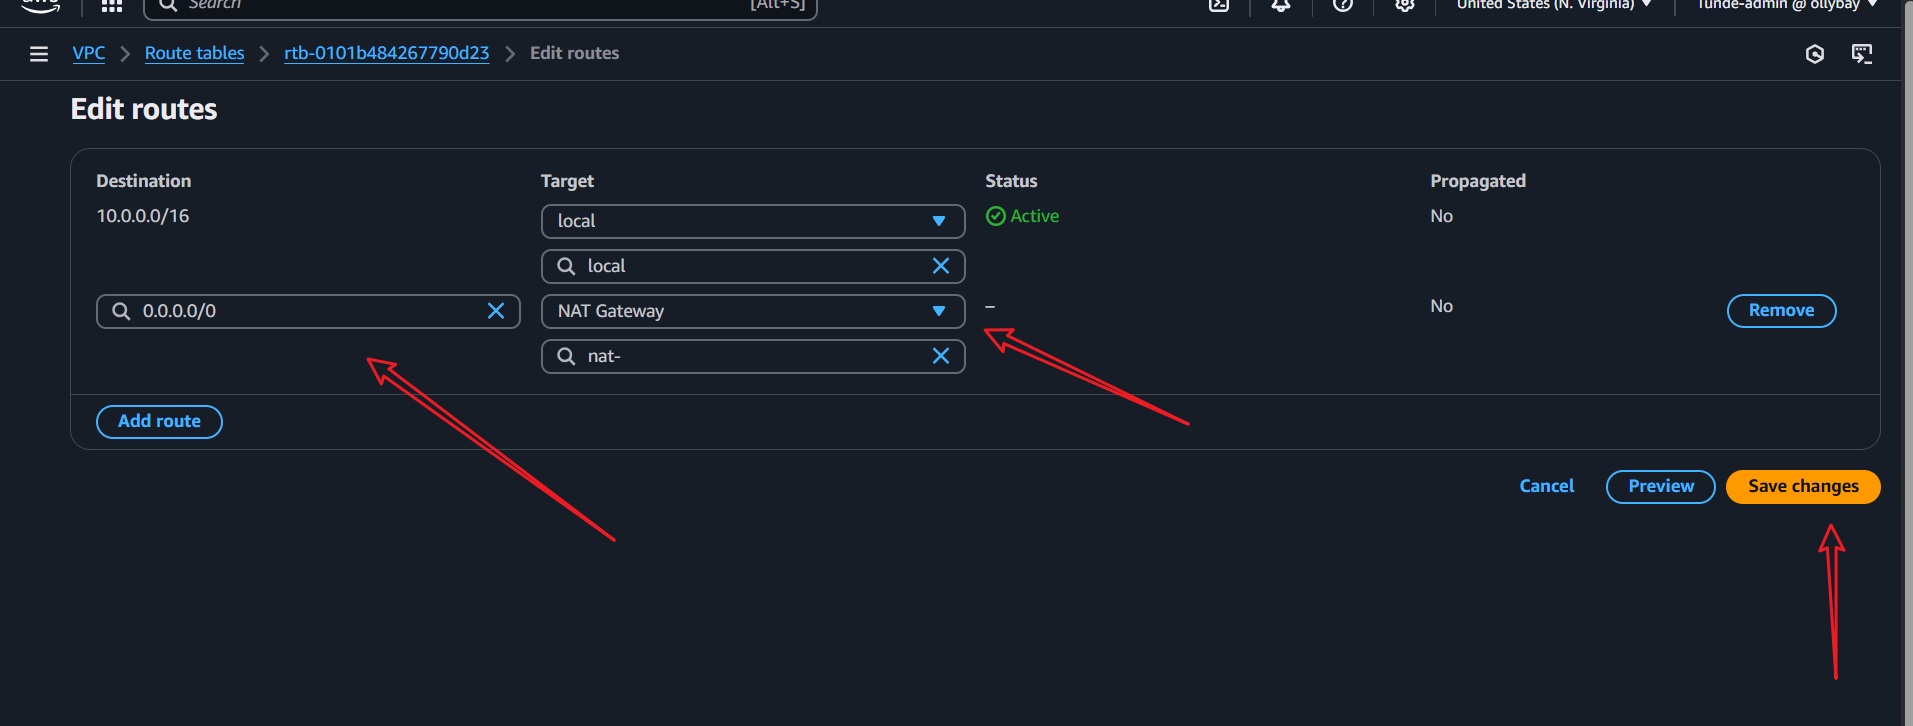 aws Search [Alt+S] United States (N. Virginia) Tunde-admin @ ollybay
VPC Route tables rtb-0101b484267790d23 Edit routes
Edit routes
Destination Target Status Propagated
10.0.0.0/16 local Active No
local
0.0.0.0/0 NAT Gateway – No Remove
nat-
Add route
Cancel Preview Save changes